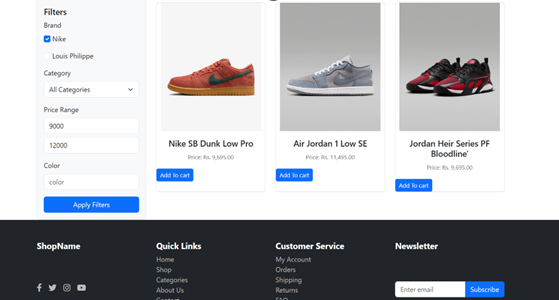 Filters
Brand
Nike
Louis Philippe
Category
All Categories
Price Range
9000
12000
Color
color
Apply Filters
Nike SB Dunk Low Pro
Price: Rs. 9,695.00
Add To cart
Air Jordan 1 Low SE
Price: Rs. 11,495.00
Add To cart
Jordan Heir Series PF
Bloodline'
Price: Rs. 9,695.00
Add To cart
ShopName
Quick Links
Home
Shop
Categories
About Us
Customer Service
My Account
Orders
Shipping
Returns
Newsletter
Enter email
Subscribe